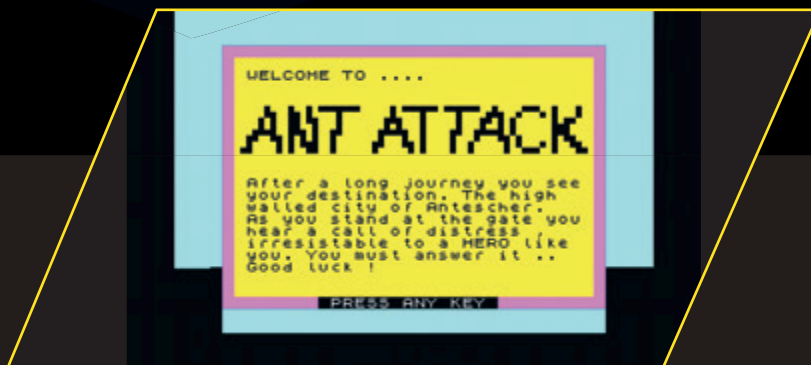 WELCOME TO ....
ANT ATTACK
After a long journey you see
your destination. The high
walled city of Antescher.
As you stand at the gate you
hear a call of distress ,
irresistable to a HERO like
you. You must answer it ..
Good luck !
PRESS ANY KEY